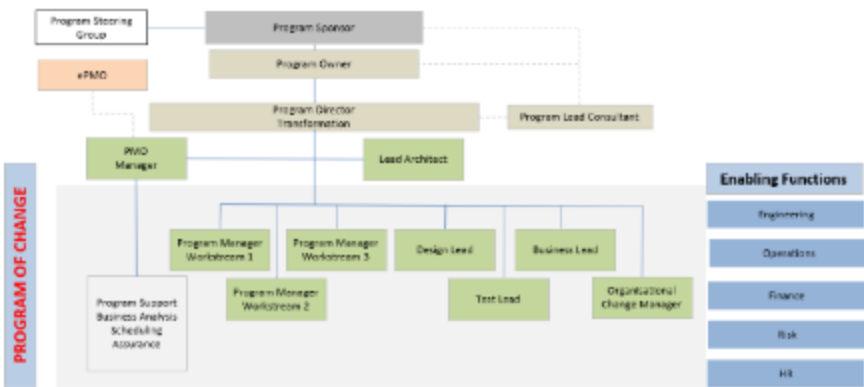 Program Steering
Group
Program Sponsor
Program Owner
ePMO
Program Director
Transformation
Program Lead Consultant
PMO
Manager
Lead Architect
PROGRAM OF CHANGE
Enabling Functions
Engineering
Operations
Finance
Risk
HR
Program Manager
Workstream 1
Program Manager
Workstream 3
Design Lead
Business Lead
Program Manager
Workstream 2
Test Lead
Organisational
Change Manager
Program Support
Business Analysis
Scheduling
Assurance